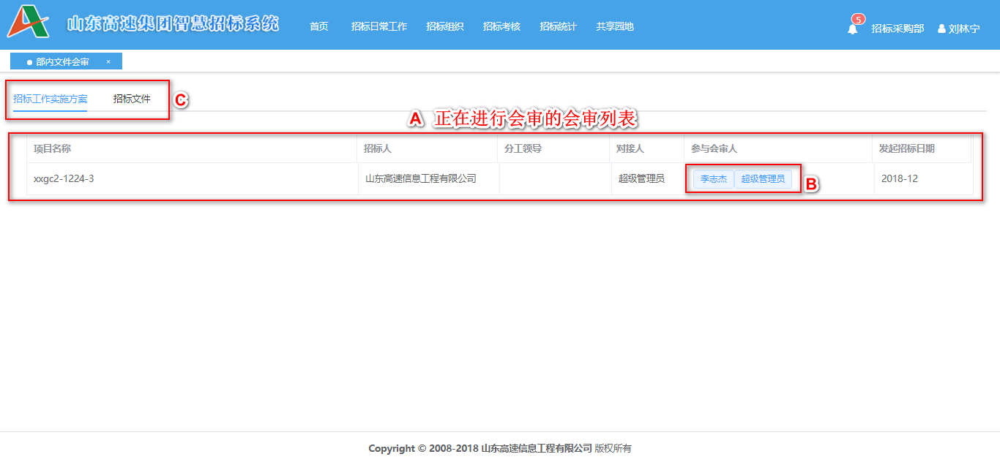 山东高速集团智慧招标系统 首页 招标日常工作 招标组织 招标考核 招标统计 共享园地 5 招标采购部 刘林宁
部内文件会审 ×
招标工作实施方案 招标文件 C
A 正在进行会审的会审列表
项目名称 招标人 分工领导 对接人 参与会审人 发起招标日期
xxgc2-1224-3 山东高速信息工程有限公司 超级管理员 李志杰 超级管理员 B 2018-12
Copyright © 2008-2018 山东高速信息工程有限公司 版权所有